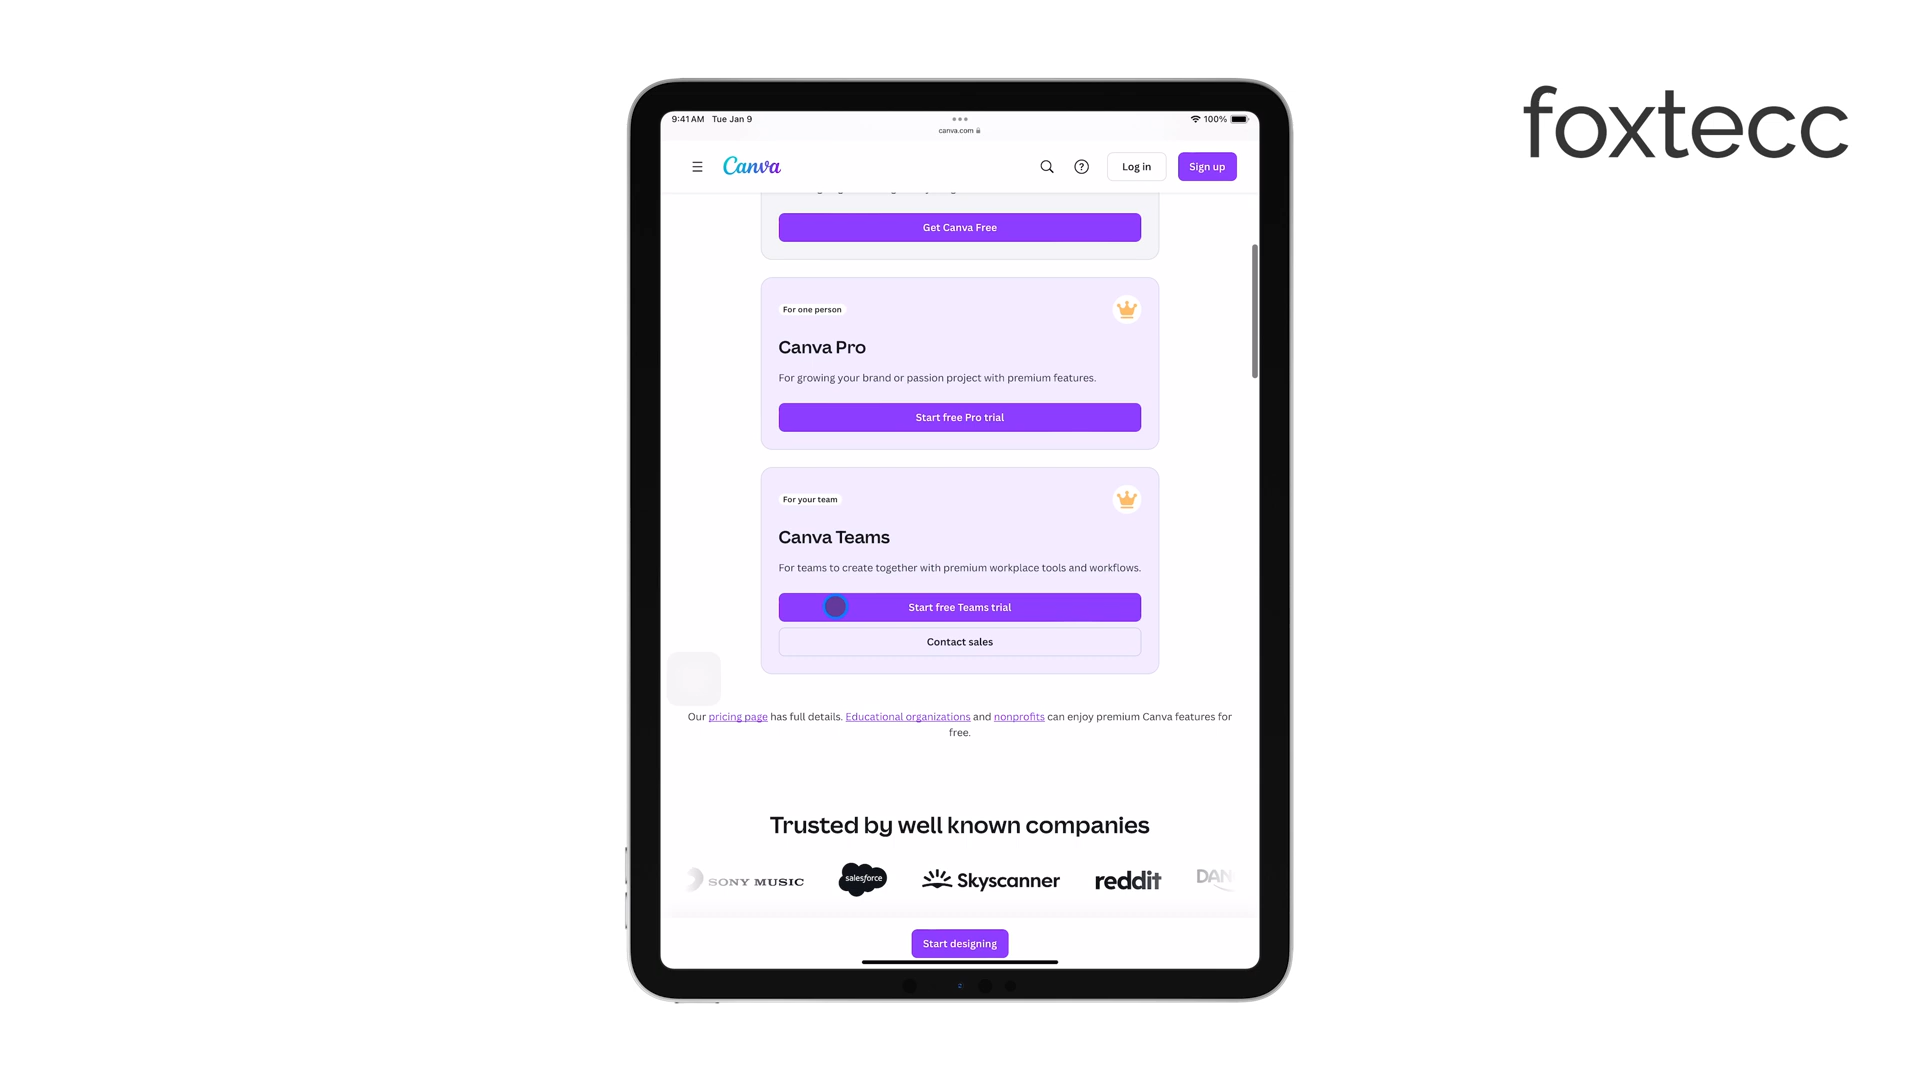 foxtecc
9:41 AM Tue Jan 9
100%
canva.com
Canva
?
Log in
Sign up
Get Canva Free
For one person
Canva Pro
For growing your brand or passion project with premium features.
Start free Pro trial
For your team
Canva Teams
For teams to create together with premium workplace tools and workflows.
Start free Teams trial
Contact sales
Our pricing page has full details. Educational organizations and nonprofits can enjoy premium Canva features for
free.
Trusted by well known companies
SONY MUSIC
salesforce
Skyscanner
reddit
DAN
Start designing